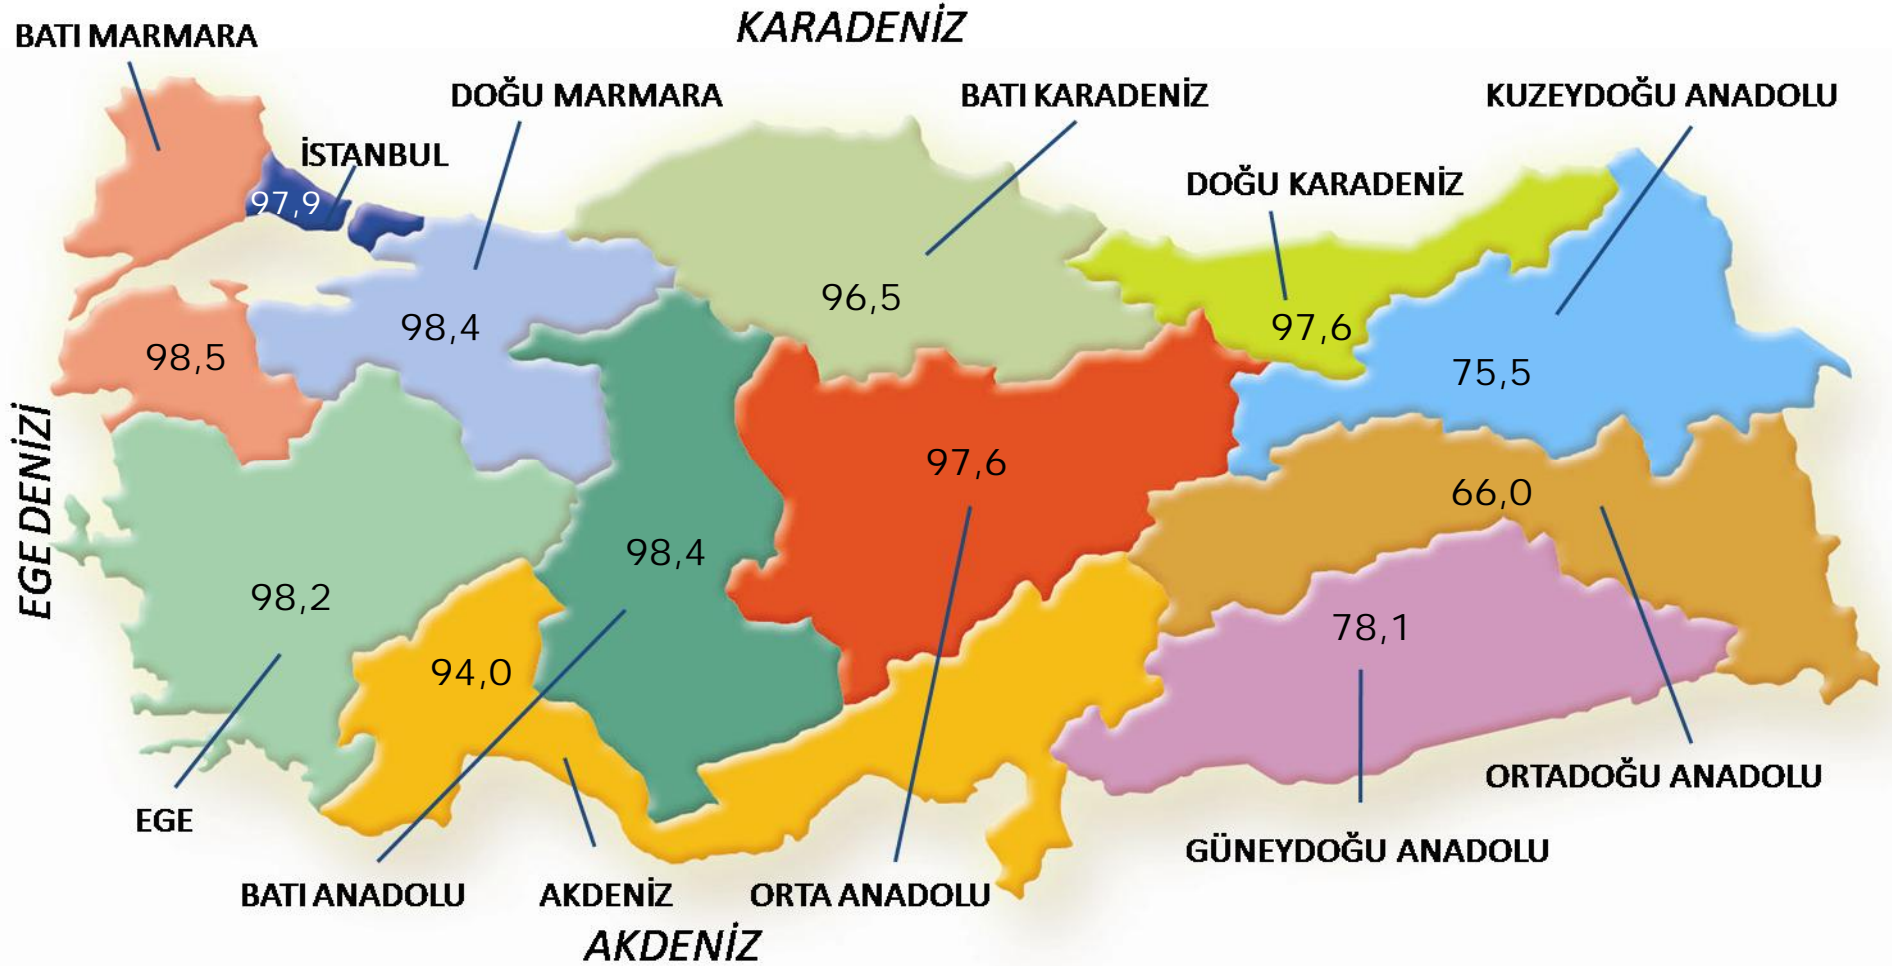 KARADENİZ
BATI MARMARA
DOĞU MARMARA
BATI KARADENİZ
KUZEYDOĞU ANADOLU
İSTANBUL
DOĞU KARADENİZ
97,9
96,5
98,4
97,6
98,5
75,5
EGE DENİZİ
97,6
66,0
98,4
98,2
78,1
94,0
ORTADOĞU ANADOLU
EGE
GÜNEYDOĞU ANADOLU
BATI ANADOLU
AKDENİZ
ORTA ANADOLU
AKDENİZ